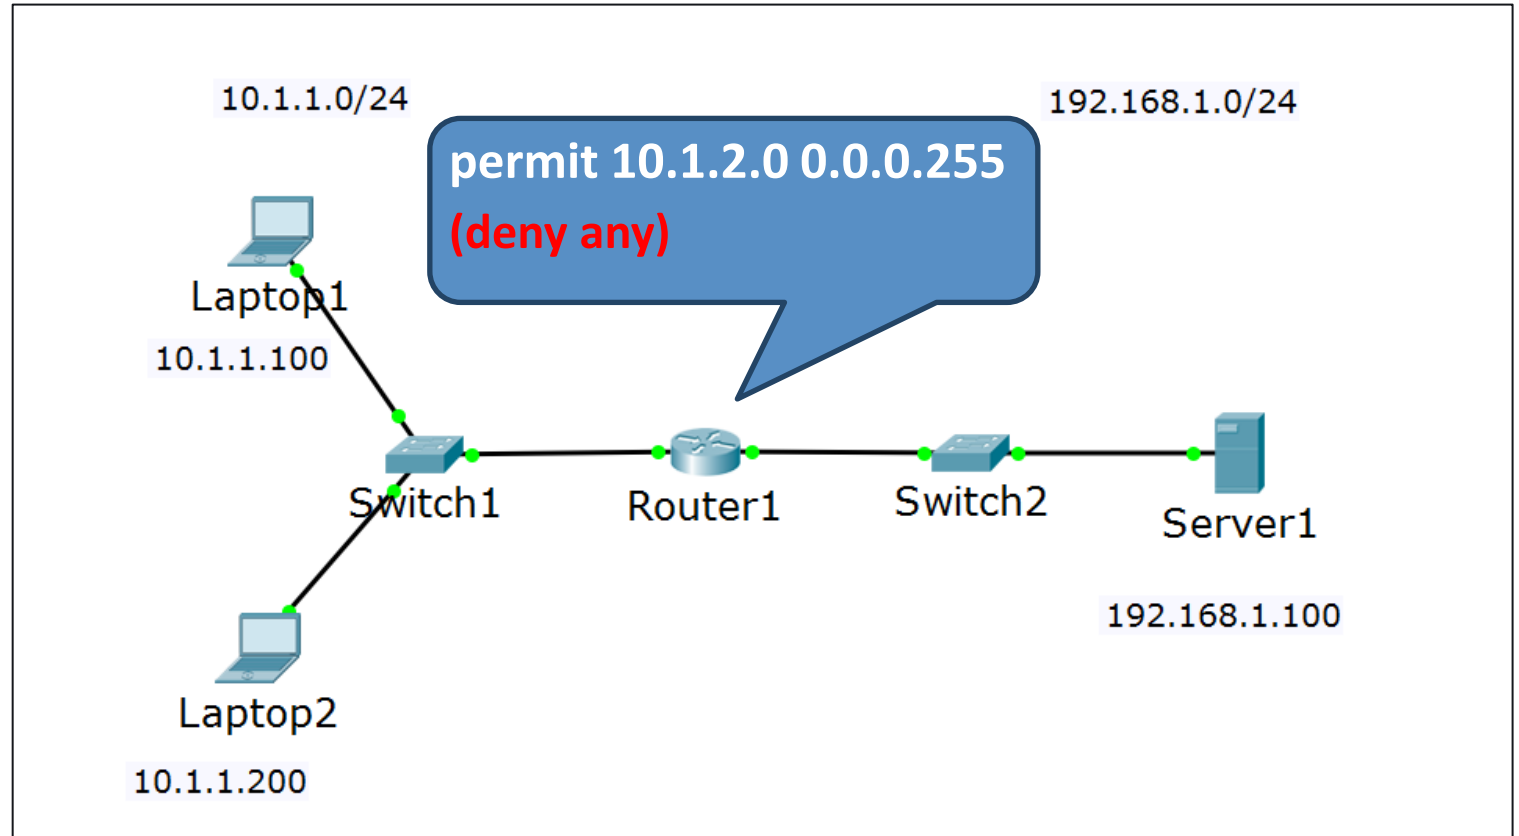 10.1.1.0/24
192.168.1.0/24
permit 10.1.2.0 0.0.0.255
(deny any)
Laptop1
10.1.1.100
Switch1
Router1
Switch2
Server1
192.168.1.100
Laptop2
10.1.1.200